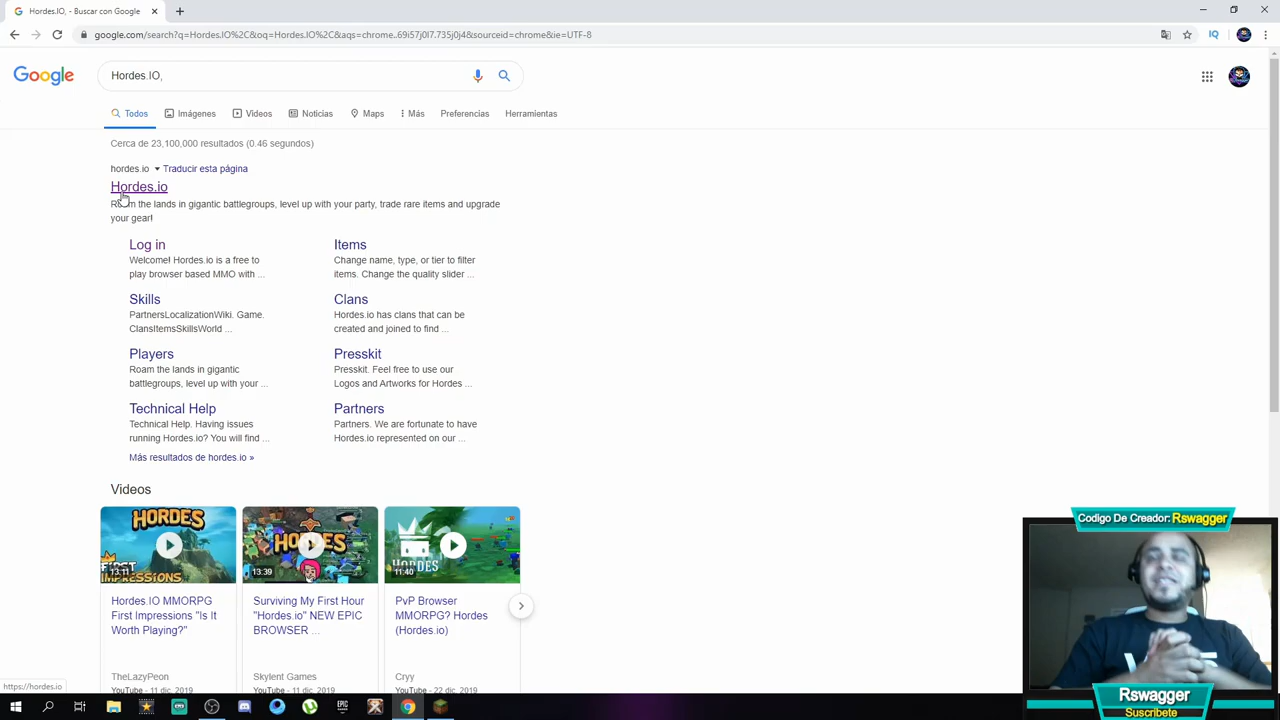 Hordes.IO, - Buscar con Google
google.com/search?q=Hordes.IO%2C&oq=Hordes.IO%2C&aqs=chrome..69i57j0l7.735j0j4&sourceid=chrome&ie=UTF-8
Google
Hordes.IO,
Todos
Imágenes
Videos
Noticias
Maps
Más
Preferencias
Herramientas
Cerca de 23,100,000 resultados (0.46 segundos)
hordes.io Traducir esta página
Hordes.io
Roam the lands in gigantic battlegroups, level up with your party, trade rare items and upgrade
your gear!
Log in
Welcome! Hordes.io is a free to
play browser based MMO with ...
Items
Change name, type, or tier to filter
items. Change the quality slider ...
Skills
PartnersLocalizationWiki. Game.
ClansItemsSkillsWorld ...
Clans
Hordes.io has clans that can be
created and joined to find ...
Players
Roam the lands in gigantic
battlegroups, level up with your ...
Presskit
Presskit. Feel free to use our
Logos and Artworks for Hordes ...
Technical Help
Technical Help. Having issues
running Hordes.io? You will find ...
Partners
Partners. We are fortunate to have
Hordes.io represented on our ...
Más resultados de hordes.io »
Videos
HORDES
FIRST
IMPRESSIONS
13:11
HORDES
13:39
HORDES
11:40
Hordes.IO MMORPG
First Impressions "Is It
Worth Playing?"
TheLazyPeon
YouTube - 11 dic. 2019
Surviving My First Hour
"Hordes.io" NEW EPIC
BROWSER ...
Skylent Games
YouTube - 11 dic. 2019
PvP Browser
MMORPG? Hordes
(Hordes.io)
Cryy
YouTube - 22 dic. 2019
https://hordes.io
Codigo De Creador: Rswagger
Rswagger
Suscribete
EPIC